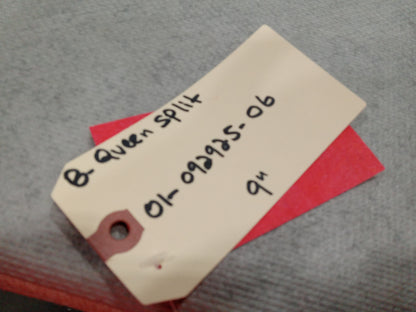 B- Queen Split
01-092925-06
9"